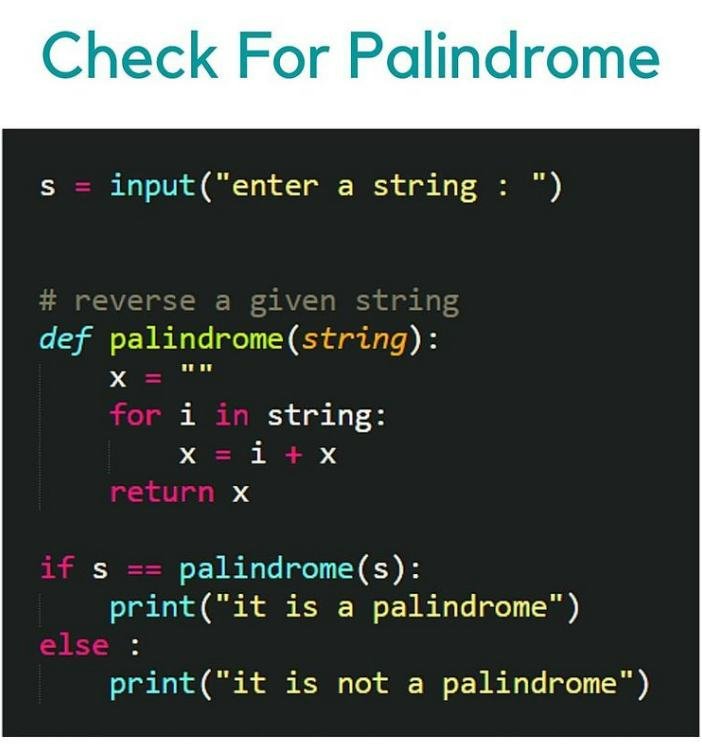 Check For Palindrome
s = input("enter a string : ")
# reverse a given string
def palindrome(string):
    x = ""
    for i in string:
        x = i + x
    return x
if s == palindrome(s):
    print("it is a palindrome")
else :
    print("it is not a palindrome")